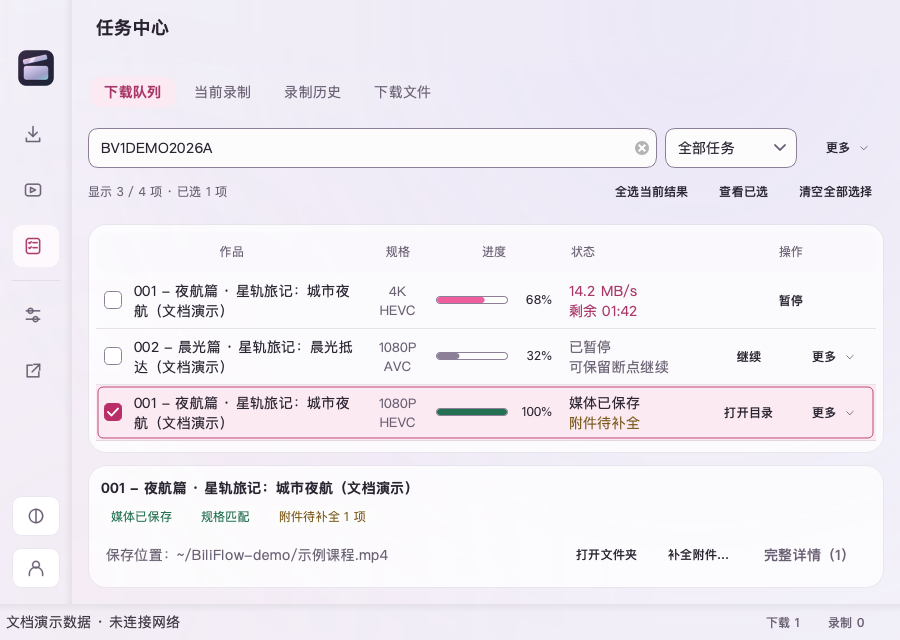 任务中心
下载队列 当前录制 录制历史 下载文件
BV1DEMO2026A 全部任务 更多
显示 3 / 4 项 · 已选 1 项 全选当前结果 查看已选 清空全部选择
作品 规格 进度 状态 操作
001 – 夜航篇 · 星轨旅记：城市夜 4K 68% 14.2 MB/s 暂停
航（文档演示） HEVC 剩余 01:42
002 – 晨光篇 · 星轨旅记：晨光抵 1080P 32% 已暂停 继续 更多
达（文档演示） AVC 可保留断点继续
001 – 夜航篇 · 星轨旅记：城市夜 1080P 100% 媒体已保存 打开目录 更多
航（文档演示） HEVC 附件待补全
001 – 夜航篇 · 星轨旅记：城市夜航（文档演示）
媒体已保存 规格匹配 附件待补全 1 项
保存位置：~/BiliFlow-demo/示例课程.mp4 打开文件夹 补全附件... 完整详情（1）
文档演示数据 · 未连接网络 下载 1 录制 0